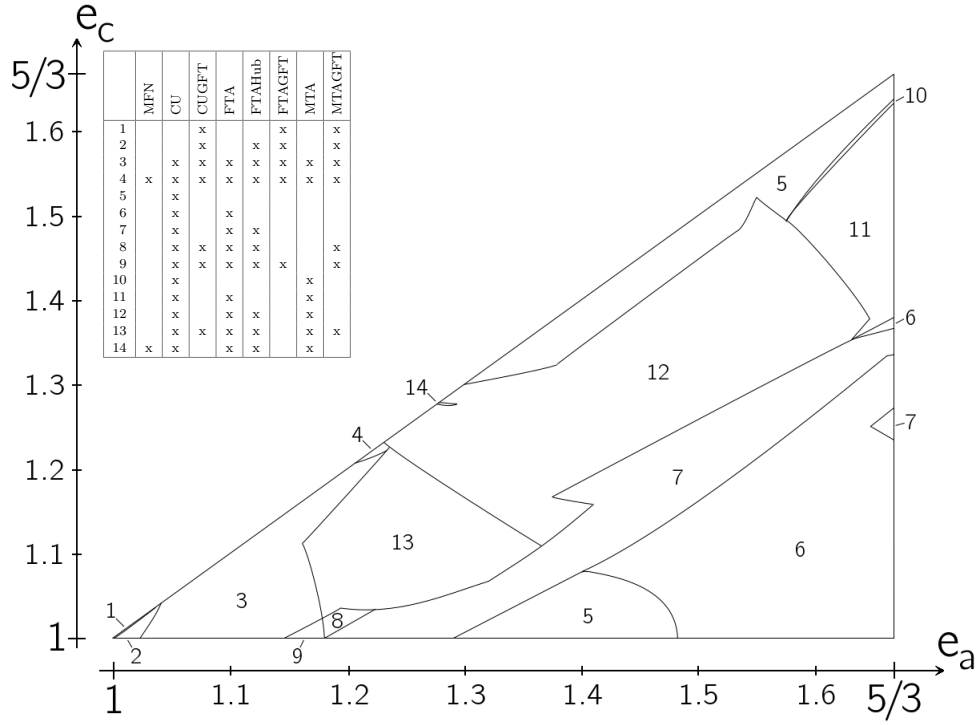 e_c
5/3
1.6
1.5
1.4
1.3
1.2
1.1
1
MFN CU CUGFT FTA FTAHub FTAGFT MTA MTAGFT
1 x x x
2 x x x x
3 x x x x x x x
4 x x x x x x x x
5 x
6 x x
7 x x x
8 x x x x x
9 x x x x x x
10 x x
11 x x x
12 x x x x
13 x x x x x x
14 x x x x x
10
5
11
6
12
14
7
4
7
13
6
3
1
8
5
2
9
1 1.1 1.2 1.3 1.4 1.5 1.6 5/3
e_a